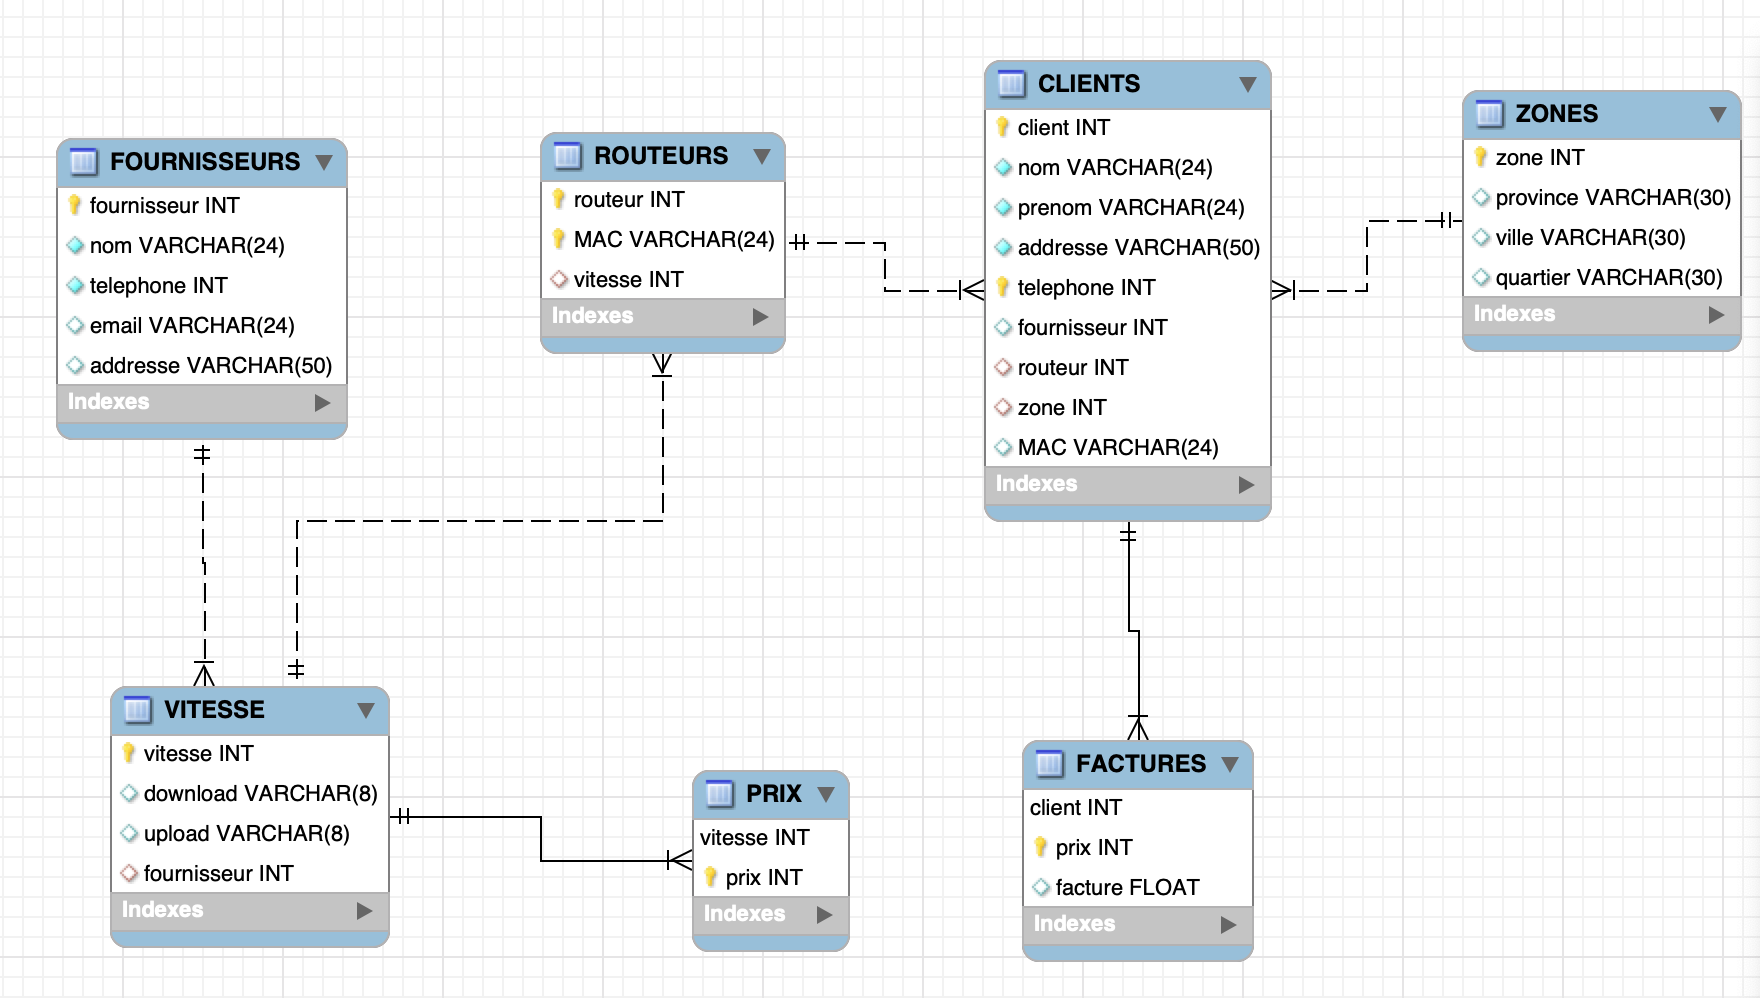 FOURNISSEURS
fournisseur INT
nom VARCHAR(24)
telephone INT
email VARCHAR(24)
addresse VARCHAR(50)
Indexes
ROUTEURS
routeur INT
MAC VARCHAR(24)
vitesse INT
Indexes
CLIENTS
client INT
nom VARCHAR(24)
prenom VARCHAR(24)
addresse VARCHAR(50)
telephone INT
fournisseur INT
routeur INT
zone INT
MAC VARCHAR(24)
Indexes
ZONES
zone INT
province VARCHAR(30)
ville VARCHAR(30)
quartier VARCHAR(30)
Indexes
VITESSE
vitesse INT
download VARCHAR(8)
upload VARCHAR(8)
fournisseur INT
Indexes
PRIX
vitesse INT
prix INT
Indexes
FACTURES
client INT
prix INT
facture FLOAT
Indexes